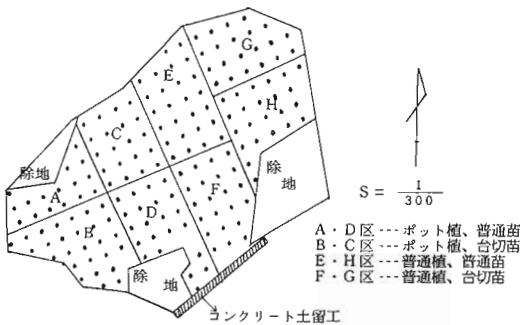 G
E
H
C
除地
除
地
S = 1/300
A
F
D
B
A・D区---ポット植、普通苗
B・C区---ポット植、台切苗
E・H区---普通植、普通苗
F・G区---普通植、台切苗
除 地
コンクリート土留工